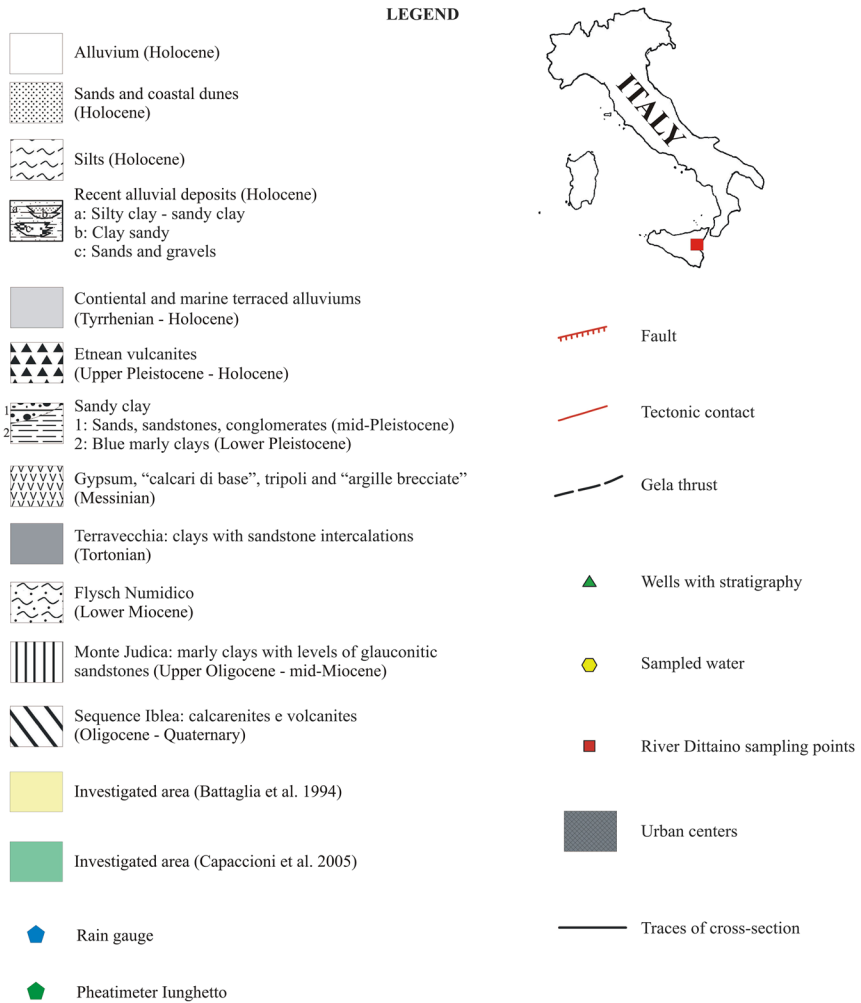 LEGEND
Alluvium (Holocene)
Sands and coastal dunes
(Holocene)
Silts (Holocene)
Recent alluvial deposits (Holocene)
a: Silty clay - sandy clay
b: Clay sandy
c: Sands and gravels
a
b
c
Contiental and marine terraced alluviums
(Tyrrhenian - Holocene)
Etnean vulcanites
(Upper Pleistocene - Holocene)
Sandy clay
1: Sands, sandstones, conglomerates (mid-Pleistocene)
2: Blue marly clays (Lower Pleistocene)
1
2
Gypsum, “calcari di base”, tripoli and “argille brecciate”
(Messinian)
Terravecchia: clays with sandstone intercalations
(Tortonian)
Flysch Numidico
(Lower Miocene)
Monte Judica: marly clays with levels of glauconitic
sandstones (Upper Oligocene - mid-Miocene)
Sequence Iblea: calcarenites e volcanites
(Oligocene - Quaternary)
Investigated area (Battaglia et al. 1994)
Investigated area (Capaccioni et al. 2005)
Rain gauge
Pheatimeter Iunghetto
ITALY
Fault
Tectonic contact
Gela thrust
Wells with stratigraphy
Sampled water
River Dittaino sampling points
Urban centers
Traces of cross-section